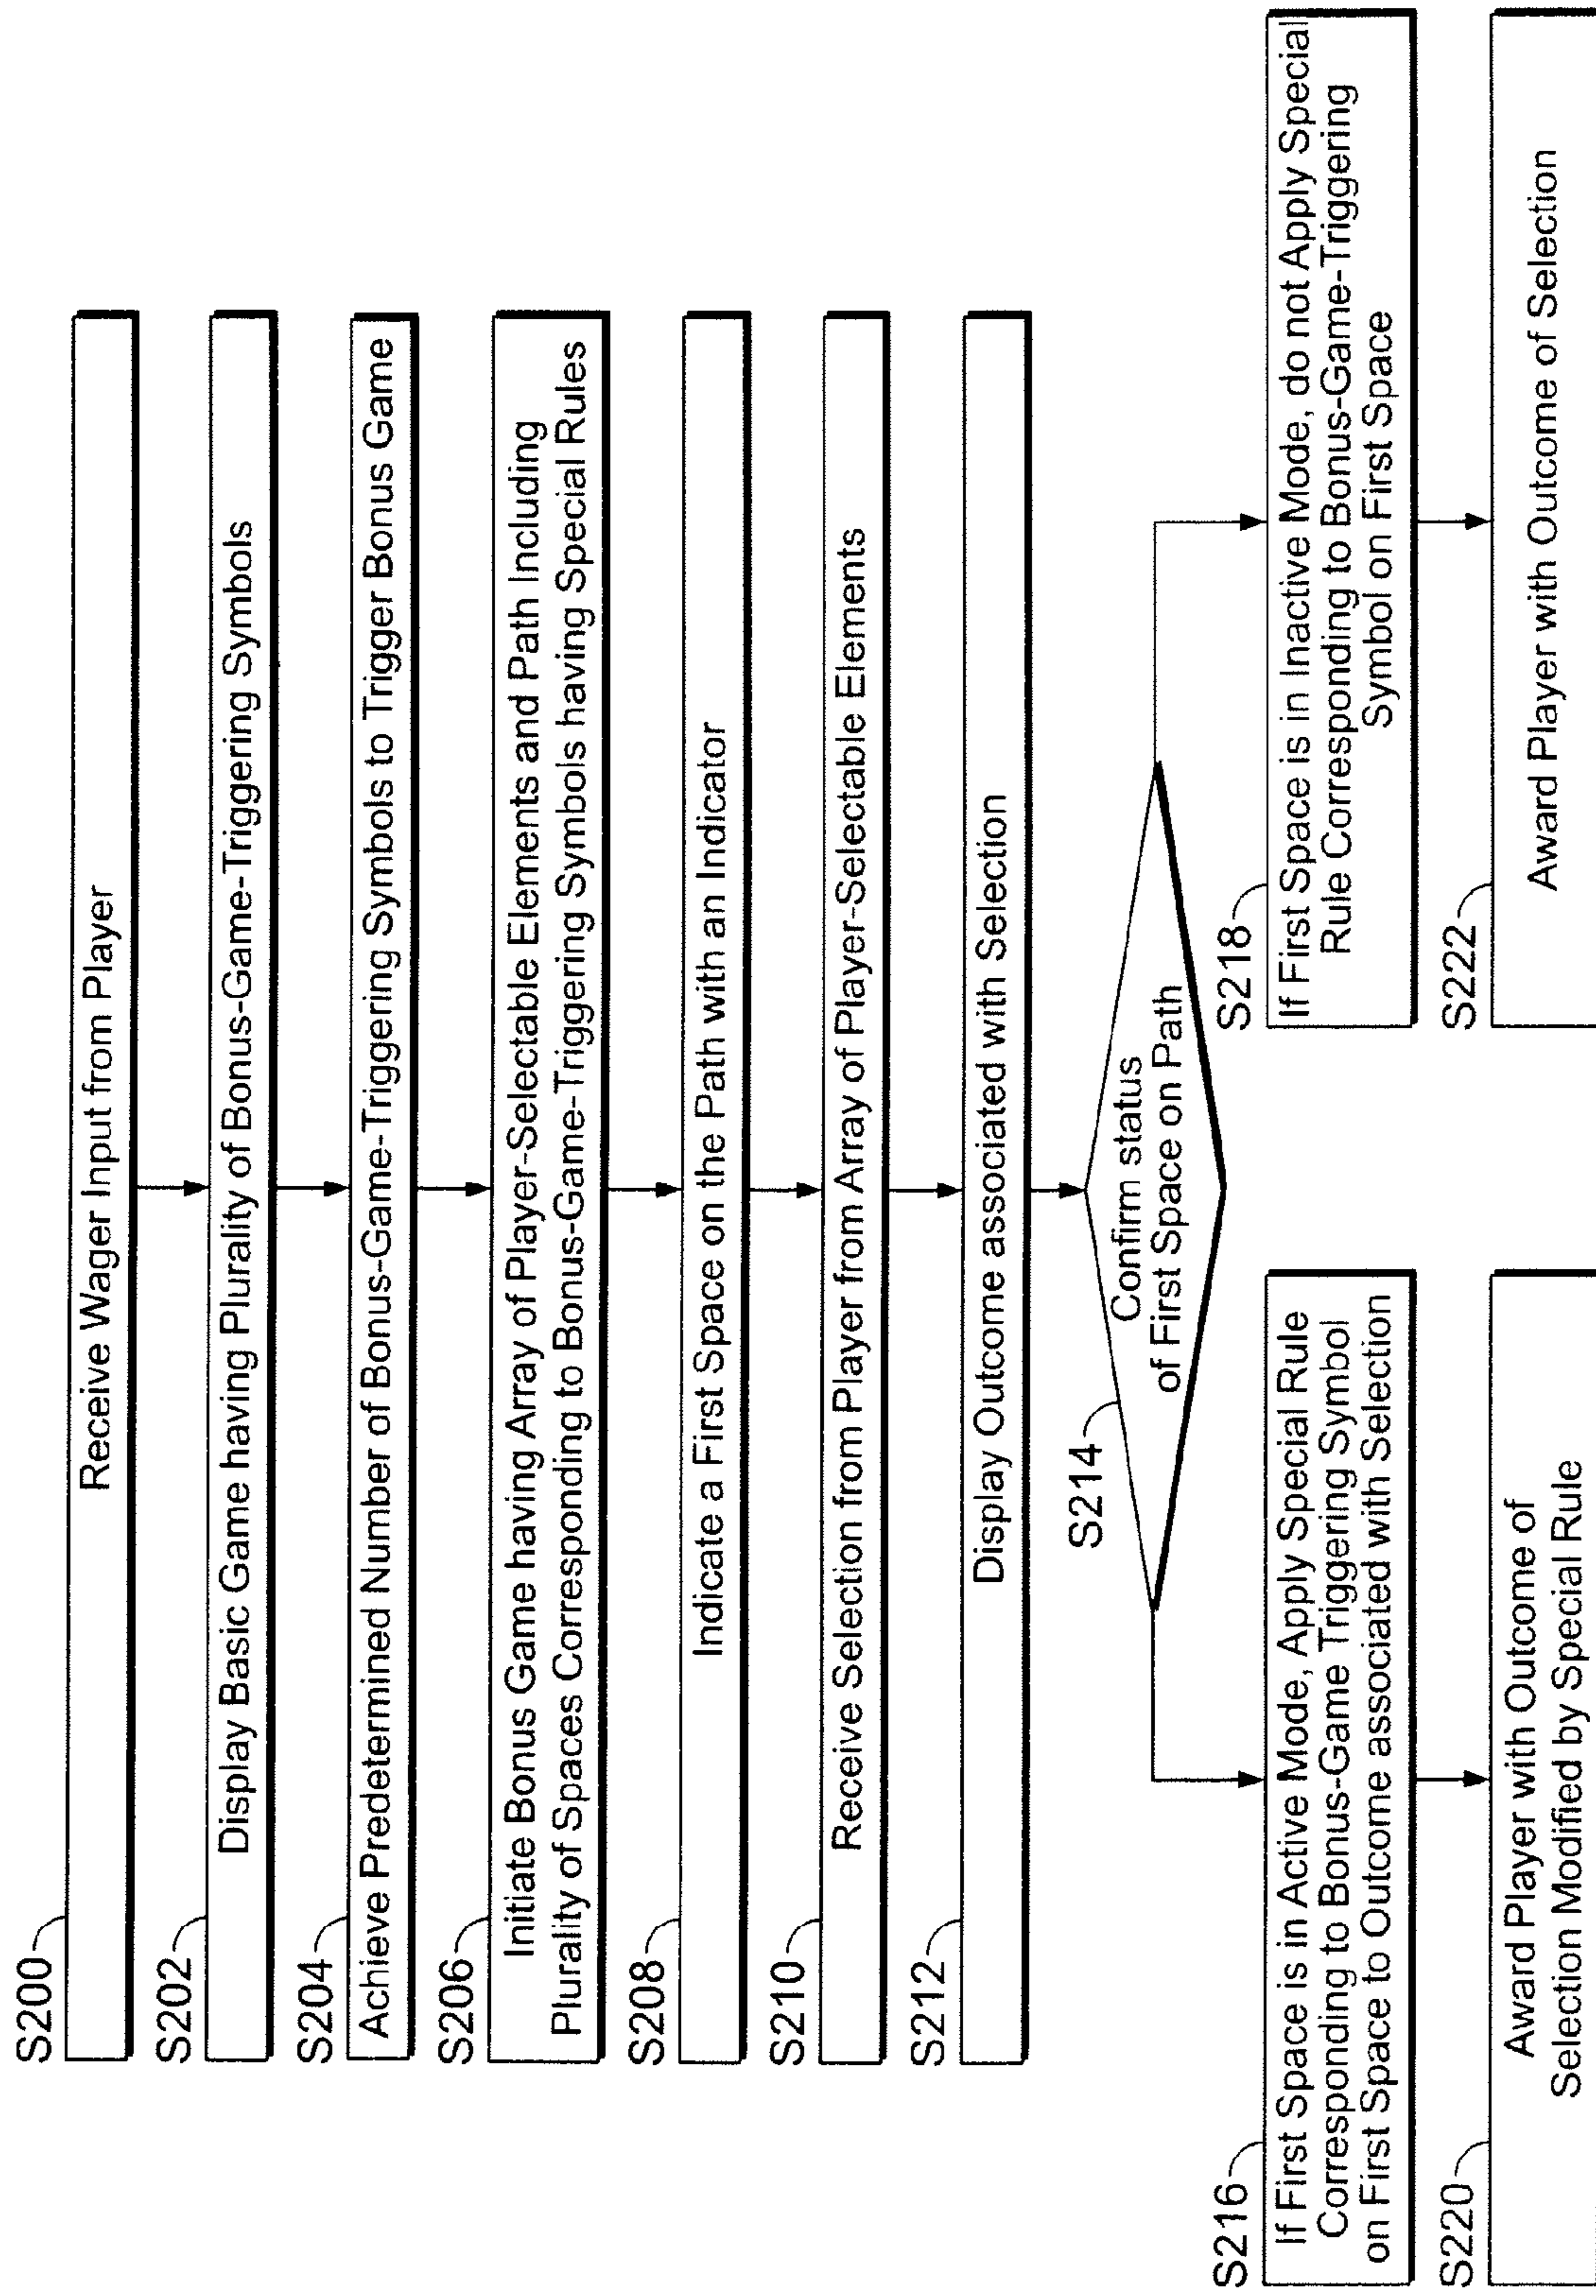 S200
Receive Wager Input from Player
S202
Display Basic Game having Plurality of Bonus-Game-Triggering Symbols
S204
Achieve Predetermined Number of Bonus-Game-Triggering Symbols to Trigger Bonus Game
S206
Initiate Bonus Game having Array of Player-Selectable Elements and Path Including
Plurality of Spaces Corresponding to Bonus-Game-Triggering Symbols having Special Rules
S208
Indicate a First Space on the Path with an Indicator
S210
Receive Selection from Player from Array of Player-Selectable Elements
S212
Display Outcome associated with Selection
S214
Confirm status
of First Space on Path
S216
If First Space is in Active Mode, Apply Special Rule
Corresponding to Bonus-Game Triggering Symbol
on First Space to Outcome associated with Selection
S218
If First Space is in Inactive Mode, do not Apply Special
Rule Corresponding to Bonus-Game-Triggering
Symbol on First Space
S220
Award Player with Outcome of
Selection Modified by Special Rule
S222
Award Player with Outcome of Selection